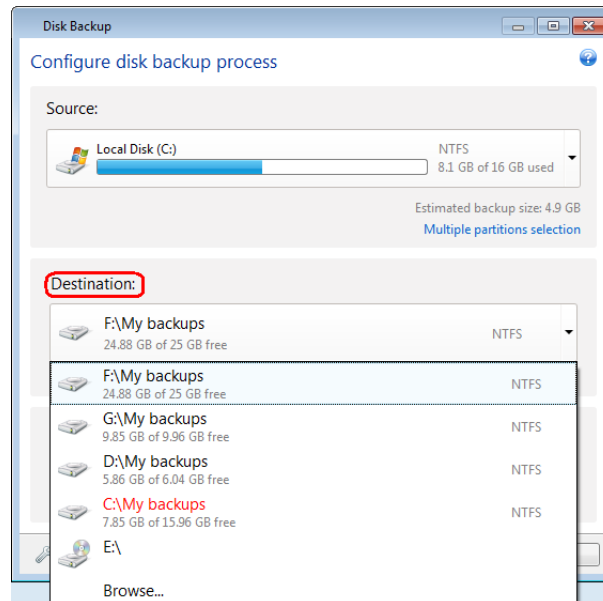 Disk Backup
Configure disk backup process
Source:
Local Disk (C:)
NTFS
8.1 GB of 16 GB used
Estimated backup size: 4.9 GB
Multiple partitions selection
Destination:
F:\My backups
24.88 GB of 25 GB free
NTFS
F:\My backups
24.88 GB of 25 GB free
NTFS
G:\My backups
9.85 GB of 9.96 GB free
NTFS
D:\My backups
5.86 GB of 6.04 GB free
NTFS
C:\My backups
7.85 GB of 15.96 GB free
NTFS
E:\
Browse...